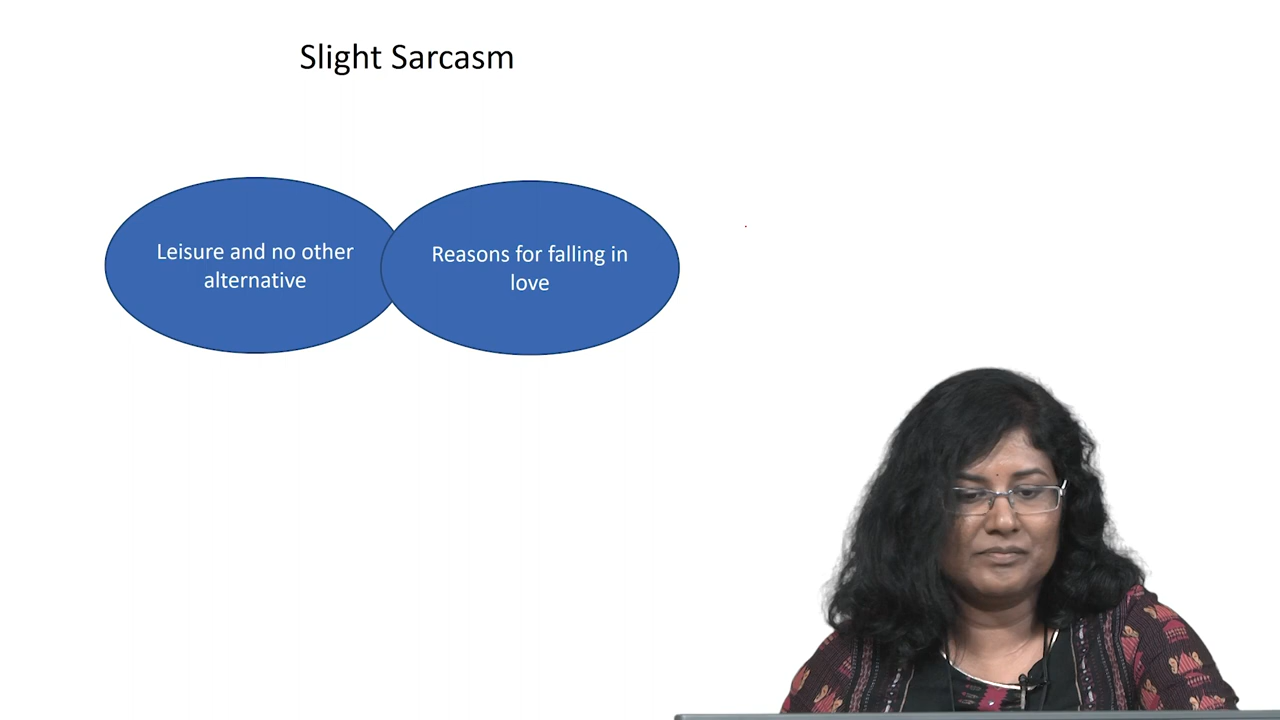 Slight Sarcasm
Leisure and no other
alternative
Reasons for falling in
love